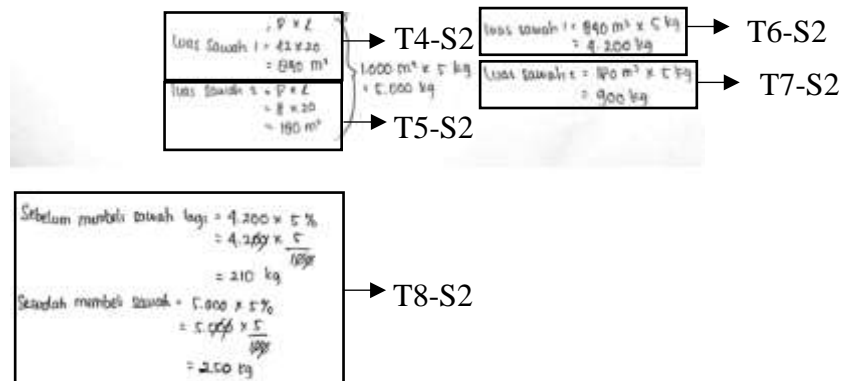 = P x L
Luas Sawah 1 = 42 x 20
= 840 m²
T4-S2
Luas Sawah 2 = P x L
= 8 x 20
= 180 m²
T5-S2
1.000 m² x 5 kg
= 5.000 kg
Luas sawah 1 = 840 m² x 5 kg
= 4.200 kg
T6-S2
Luas sawah 2 = 180 m² x 5 kg
= 900 kg
T7-S2
Sebelum membeli sawah lagi = 4.200 x 5 %
= 4.200 x 5
100
= 210 kg
Sesudah membeli sawah = 5.000 x 5%
= 5.000 x 5
100
= 250 kg
T8-S2